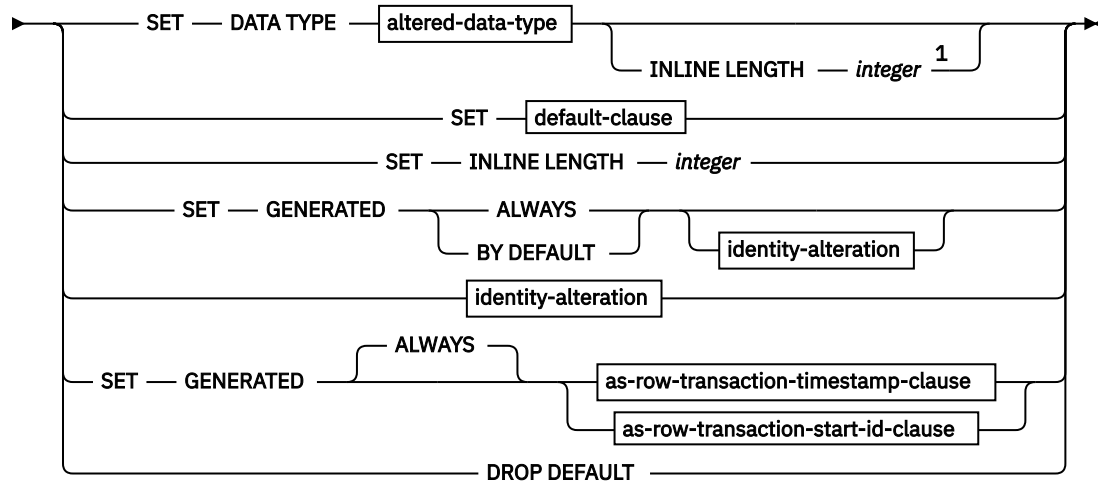 SET DATA TYPE altered-data-type
INLINE LENGTH integer 1
SET default-clause
SET INLINE LENGTH integer
SET GENERATED ALWAYS
BY DEFAULT identity-alteration
identity-alteration
ALWAYS
SET GENERATED as-row-transaction-timestamp-clause
as-row-transaction-start-id-clause
DROP DEFAULT